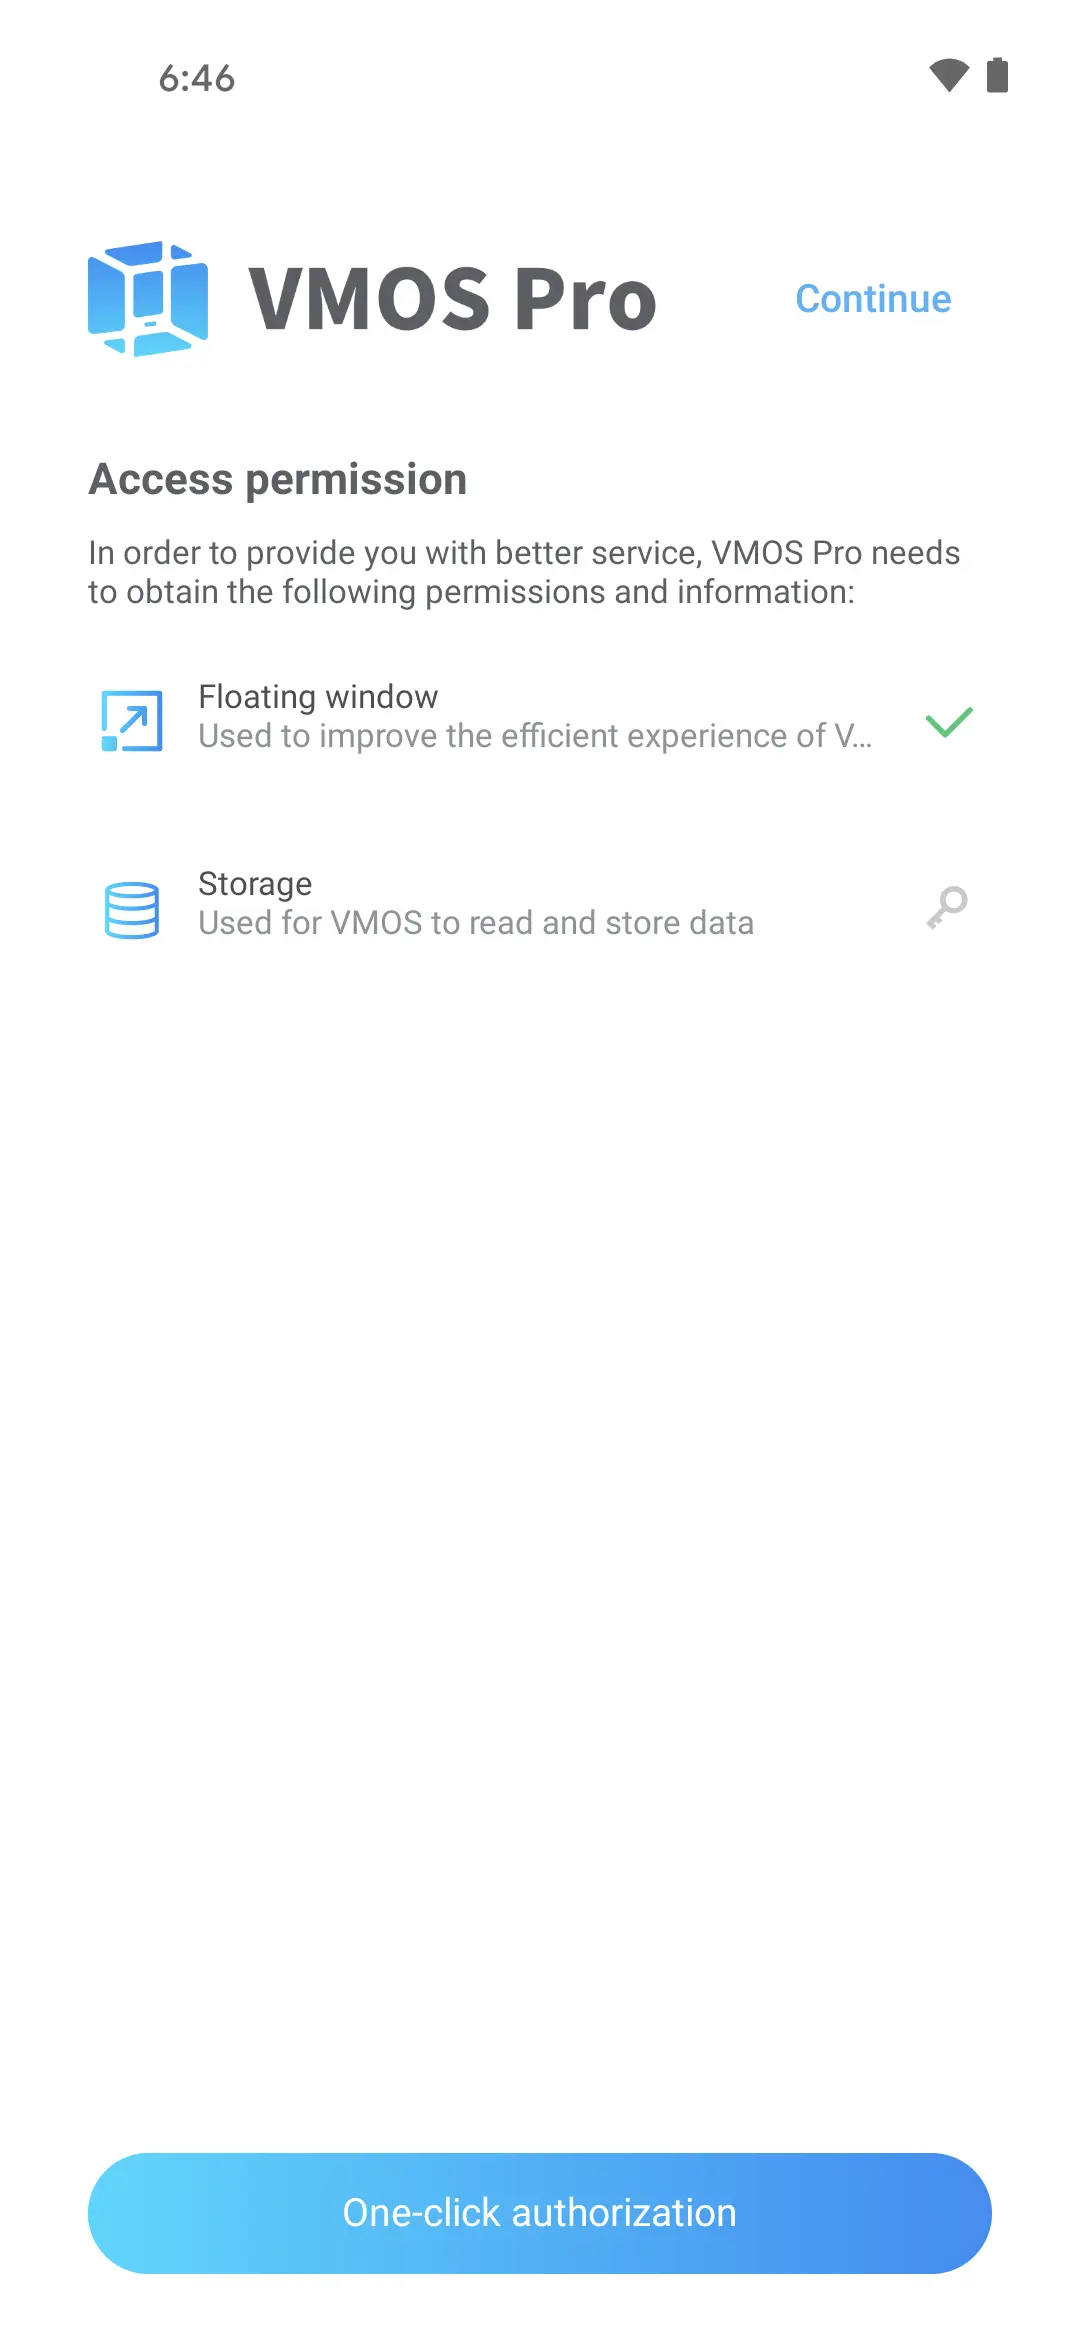 6:46
VMOS Pro
Continue
Access permission
In order to provide you with better service, VMOS Pro needs
to obtain the following permissions and information:
Floating window
Used to improve the efficient experience of V...
Storage
Used for VMOS to read and store data
One-click authorization